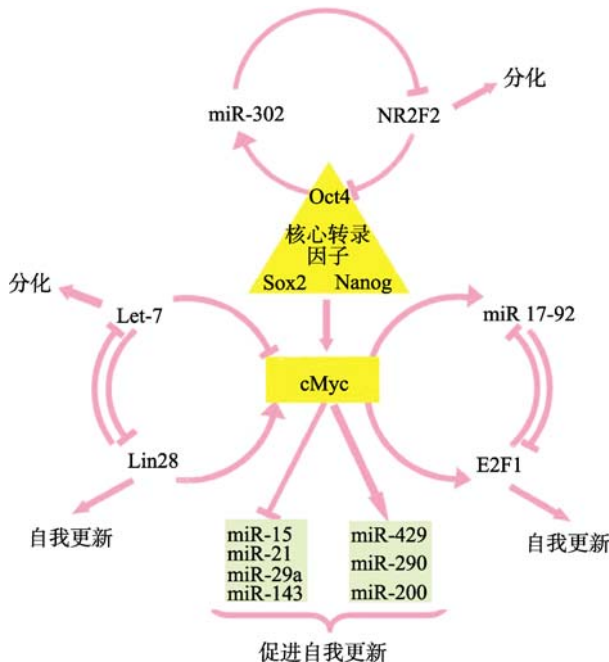 分化
miR-302
NR2F2
Oct4
核心转录
因子
Sox2 Nanog
分化
Let-7
miR 17-92
cMyc
Lin28
E2F1
自我更新
自我更新
miR-15
miR-21
miR-29a
miR-143
miR-429
miR-290
miR-200
促进自我更新